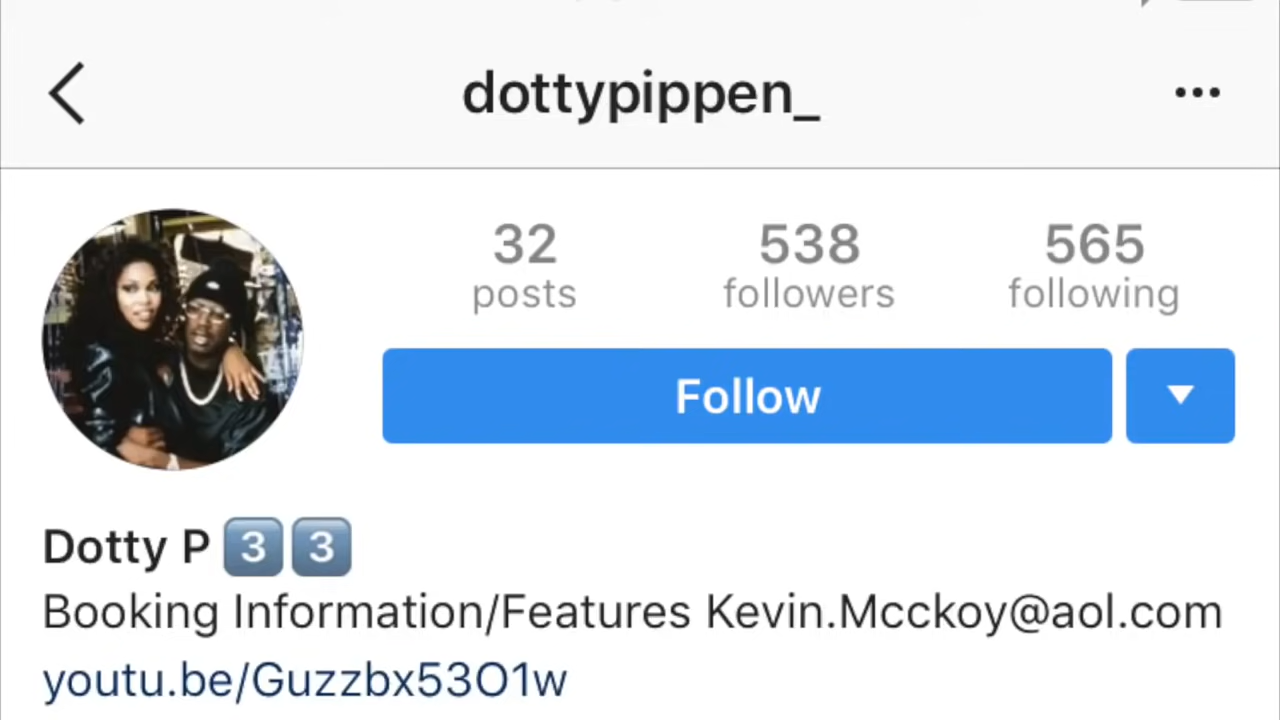 dottypippen_
32 538 565
posts followers following
Follow
Dotty P 3️⃣ 3️⃣
Booking Information/Features Kevin.Mcckoy@aol.com
youtu.be/Guzzbx53O1w